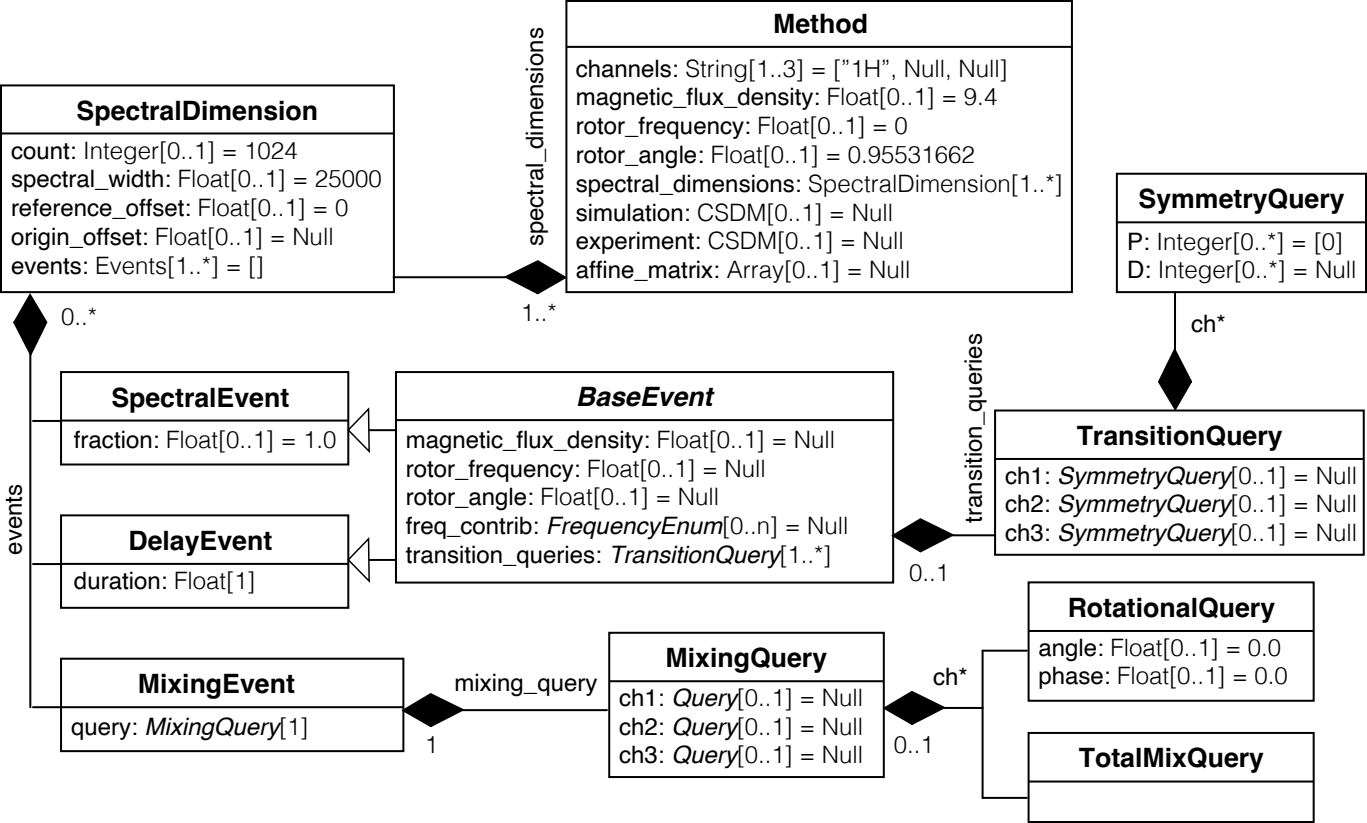 Method
channels: String[1..3] = ["1H", Null, Null]
magnetic_flux_density: Float[0..1] = 9.4
rotor_frequency: Float[0..1] = 0
rotor_angle: Float[0..1] = 0.95531662
spectral_dimensions: SpectralDimension[1..*]
simulation: CSDM[0..1] = Null
experiment: CSDM[0..1] = Null
affine_matrix: Array[0..1] = Null
spectral_dimensions
1..*
SpectralDimension
count: Integer[0..1] = 1024
spectral_width: Float[0..1] = 25000
reference_offset: Float[0..1] = 0
origin_offset: Float[0..1] = Null
events: Events[1..*] = []
0..*
events
SymmetryQuery
P: Integer[0..*] = [0]
D: Integer[0..*] = Null
ch*
SpectralEvent
fraction: Float[0..1] = 1.0
BaseEvent
magnetic_flux_density: Float[0..1] = Null
rotor_frequency: Float[0..1] = Null
rotor_angle: Float[0..1] = Null
freq_contrib: FrequencyEnum[0..n] = Null
transition_queries: TransitionQuery[1..*]
transition_queries
0..1
TransitionQuery
ch1: SymmetryQuery[0..1] = Null
ch2: SymmetryQuery[0..1] = Null
ch3: SymmetryQuery[0..1] = Null
DelayEvent
duration: Float[1]
MixingEvent
query: MixingQuery[1]
mixing_query
1
MixingQuery
ch1: Query[0..1] = Null
ch2: Query[0..1] = Null
ch3: Query[0..1] = Null
ch*
0..1
RotationalQuery
angle: Float[0..1] = 0.0
phase: Float[0..1] = 0.0
TotalMixQuery